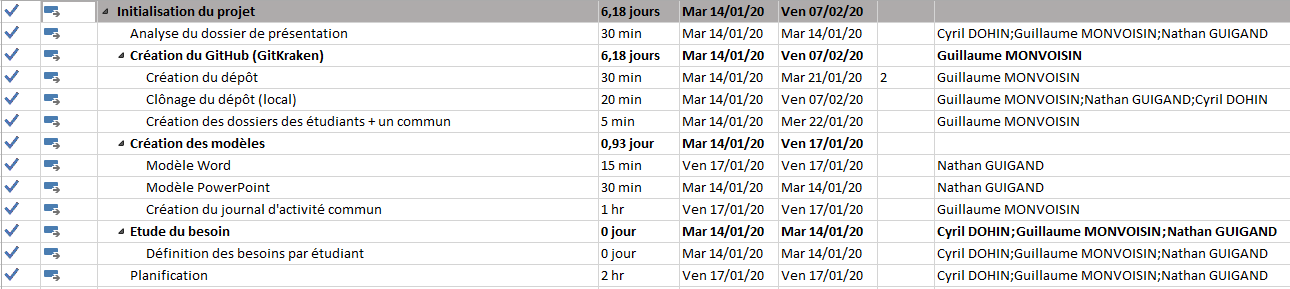 Initialisation du projet 6,18 jours Mar 14/01/20 Ven 07/02/20
Analyse du dossier de présentation 30 min Mar 14/01/20 Mar 14/01/20 Cyril DOHIN;Guillaume MONVOISIN;Nathan GUIGAND
Création du GitHub (GitKraken) 6,18 jours Mar 14/01/20 Ven 07/02/20 Guillaume MONVOISIN
Création du dépôt 30 min Mar 14/01/20 Mar 21/01/20 2 Guillaume MONVOISIN
Clônage du dépôt (local) 20 min Mar 14/01/20 Ven 07/02/20 Guillaume MONVOISIN;Nathan GUIGAND;Cyril DOHIN
Création des dossiers des étudiants + un commun 5 min Mar 14/01/20 Mer 22/01/20 Guillaume MONVOISIN
Création des modèles 0,93 jour Mar 14/01/20 Ven 17/01/20
Modèle Word 15 min Ven 17/01/20 Ven 17/01/20 Nathan GUIGAND
Modèle PowerPoint 30 min Mar 14/01/20 Mar 14/01/20 Nathan GUIGAND
Création du journal d'activité commun 1 hr Ven 17/01/20 Ven 17/01/20 Guillaume MONVOISIN
Etude du besoin 0 jour Mar 14/01/20 Mar 14/01/20 Cyril DOHIN;Guillaume MONVOISIN;Nathan GUIGAND
Définition des besoins par étudiant 0 jour Mar 14/01/20 Mar 14/01/20 Cyril DOHIN;Guillaume MONVOISIN;Nathan GUIGAND
Planification 2 hr Ven 17/01/20 Ven 17/01/20 Cyril DOHIN;Guillaume MONVOISIN;Nathan GUIGAND